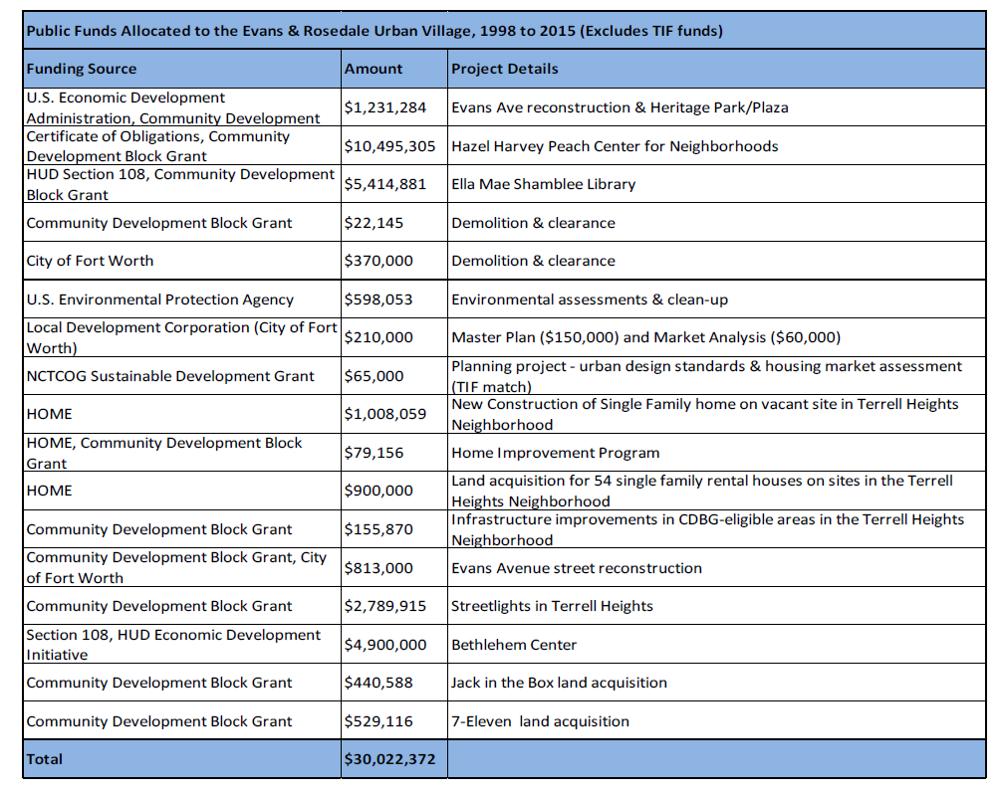 Public Funds Allocated to the Evans & Rosedale Urban Village, 1998 to 2015 (Excludes TIF funds)
Funding Source Amount Project Details
U.S. Economic Development
Administration, Community Development
$1,231,284 Evans Ave reconstruction & Heritage Park/Plaza
Certificate of Obligations, Community
Development Block Grant
$10,495,305 Hazel Harvey Peach Center for Neighborhoods
HUD Section 108, Community Development
Block Grant
$5,414,881 Ella Mae Shamblee Library
Community Development Block Grant $22,145 Demolition & clearance
City of Fort Worth $370,000 Demolition & clearance
U.S. Environmental Protection Agency $598,053 Environmental assessments & clean-up
Local Development Corporation (City of Fort
Worth)
$210,000 Master Plan ($150,000) and Market Analysis ($60,000)
NCTCOG Sustainable Development Grant $65,000
Planning project - urban design standards & housing market assessment
(TIF match)
HOME $1,008,059
New Construction of Single Family home on vacant site in Terrell Heights
Neighborhood
HOME, Community Development Block
Grant
$79,156 Home Improvement Program
HOME $900,000
Land acquisition for 54 single family rental houses on sites in the Terrell
Heights Neighborhood
Community Development Block Grant $155,870
Infrastructure improvements in CDBG-eligible areas in the Terrell Heights
Neighborhood
Community Development Block Grant, City
of Fort Worth
$813,000 Evans Avenue street reconstruction
Community Development Block Grant $2,789,915 Streetlights in Terrell Heights
Section 108, HUD Economic Development
Initiative
$4,900,000 Bethlehem Center
Community Development Block Grant $440,588 Jack in the Box land acquisition
Community Development Block Grant $529,116 7-Eleven land acquisition
Total $30,022,372